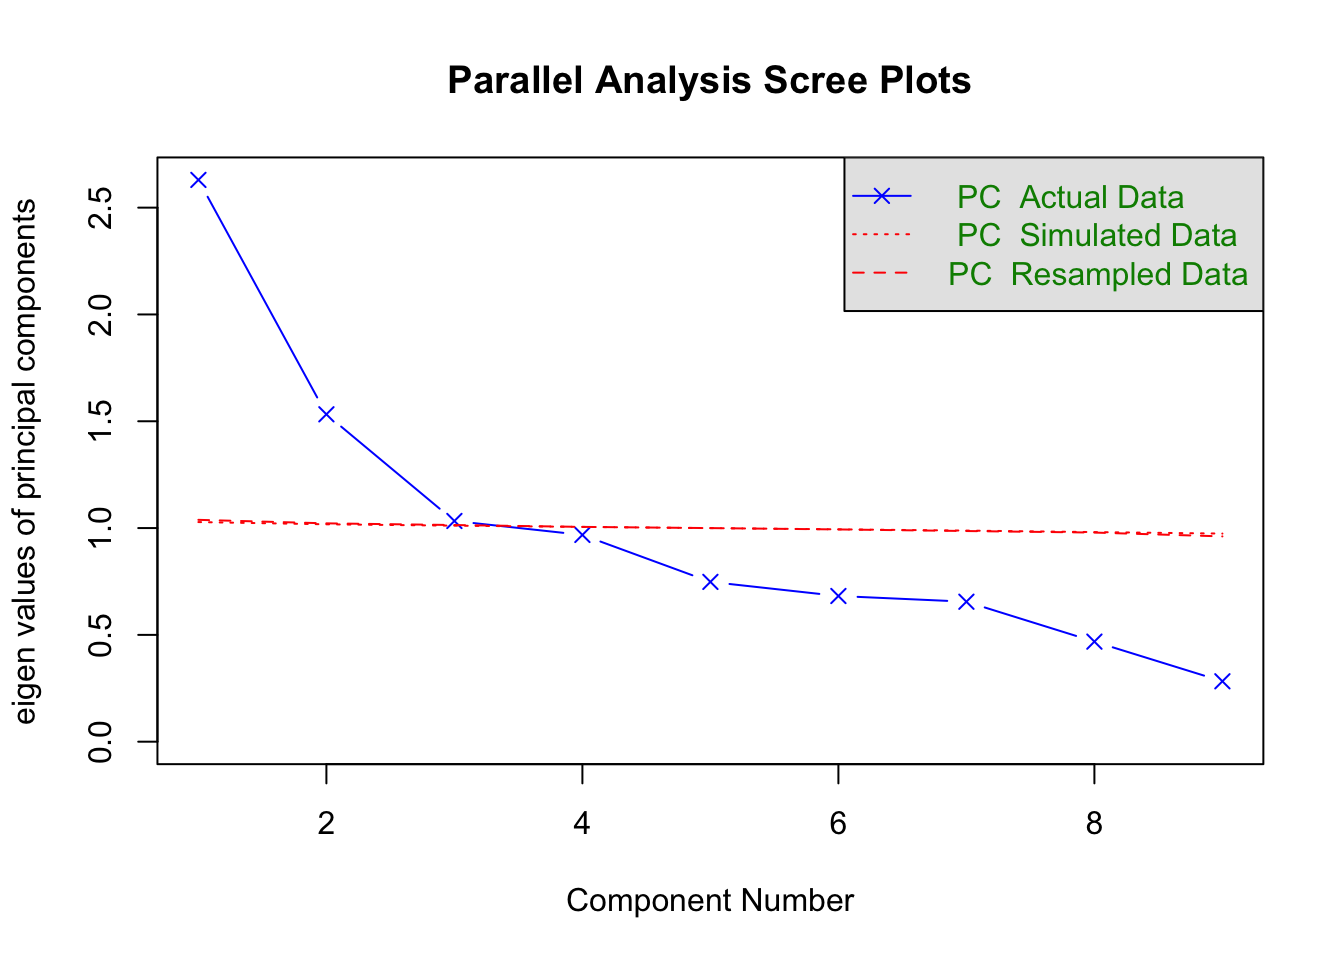 Parallel Analysis Scree Plots
PC Actual Data
PC Simulated Data
PC Resampled Data
eigen values of principal components
2.5
2.0
1.5
1.0
0.5
0.0
2 4 6 8
Component Number